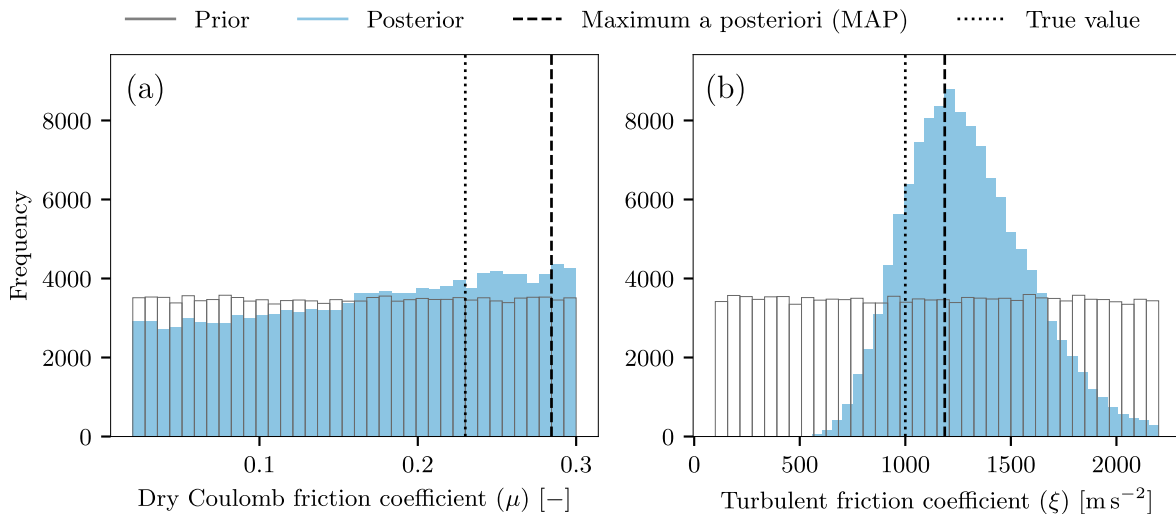 Prior Posterior Maximum a posteriori (MAP) True value
(a) (b)
Frequency
8000
6000
4000
2000
0
0.1 0.2 0.3
Dry Coulomb friction coefficient (μ) [−]
8000
6000
4000
2000
0
0 500 1000 1500 2000
Turbulent friction coefficient (ξ) [m s⁻²]